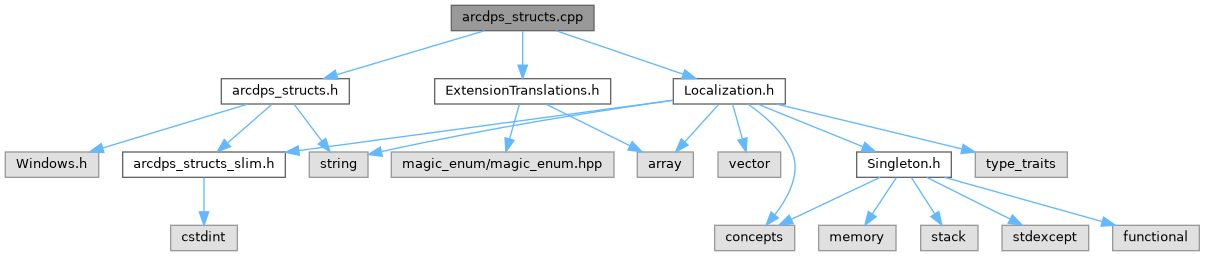 arcdps_structs.cpp
arcdps_structs.h
ExtensionTranslations.h
Localization.h
Windows.h
arcdps_structs_slim.h
string
magic_enum/magic_enum.hpp
array
vector
Singleton.h
type_traits
cstdint
concepts
memory
stack
stdexcept
functional